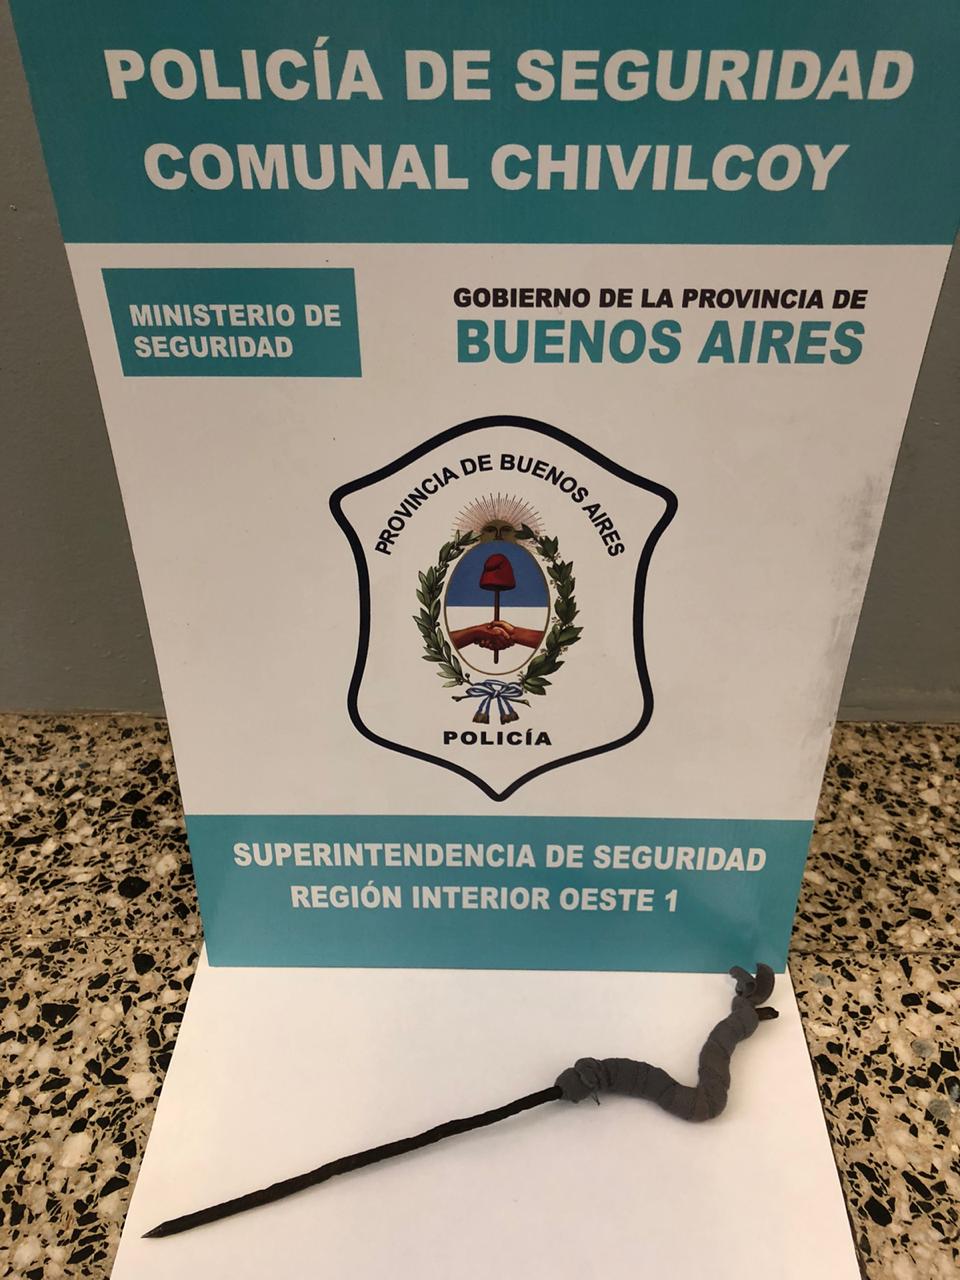 POLICÍA DE SEGURIDAD
COMUNAL CHIVILCOY
MINISTERIO DE
SEGURIDAD
GOBIERNO DE LA PROVINCIA DE
BUENOS AIRES
PROVINCIA DE BUENOS AIRES
POLICÍA
SUPERINTENDENCIA DE SEGURIDAD
REGIÓN INTERIOR OESTE 1